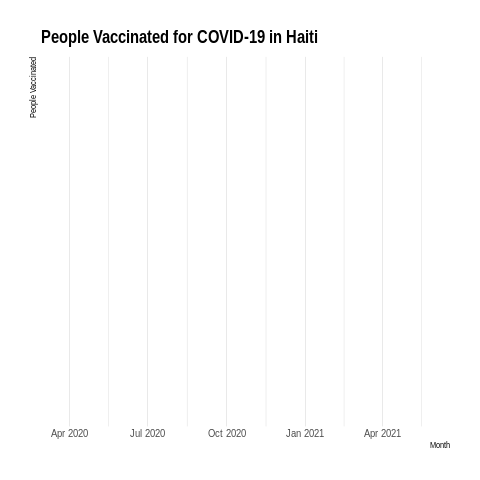 People Vaccinated for COVID-19 in Haiti
People Vaccinated
Apr 2020
Jul 2020
Oct 2020
Jan 2021
Apr 2021
Month